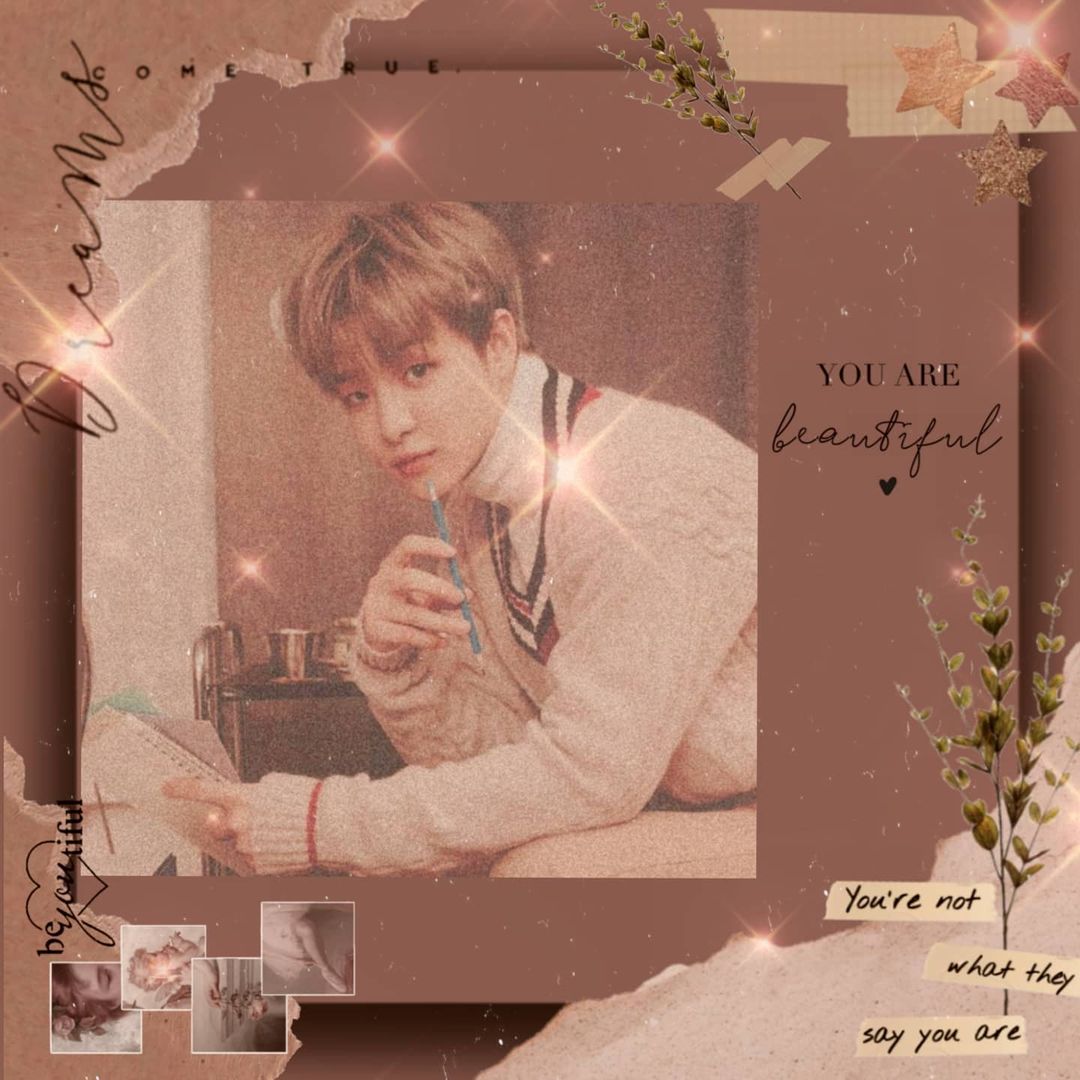 Dreams
COME TRUE.
YOU ARE
beautiful
beyoutiful
You're not
what they
say you are